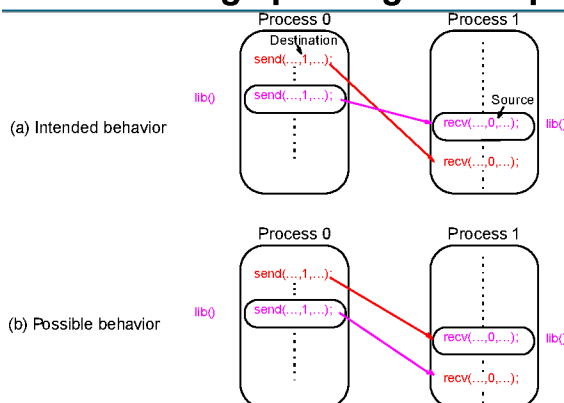 Process 0
Process 1
Destination
send(...,1,...);
lib()
send(...,1,...);
Source
recv(...,0,...);
lib()
(a) Intended behavior
recv(...,0,...);
Process 0
Process 1
send(...,1,...);
lib()
send(...,1,...);
(b) Possible behavior
recv(...,0,...);
lib()
recv(...,0,...);